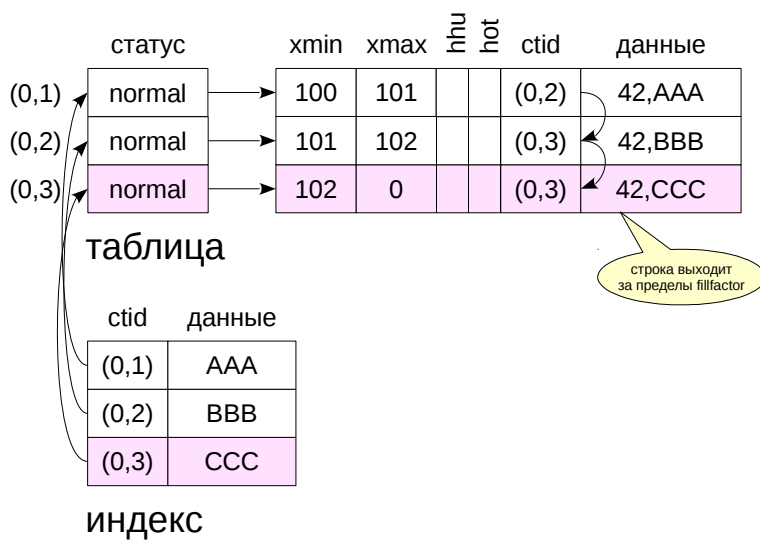 статус xmin xmax hhu hot ctid данные
(0,1) normal 100 101 (0,2) 42,AAA
(0,2) normal 101 102 (0,3) 42,BBB
(0,3) normal 102 0 (0,3) 42,CCC
таблица
строка выходит
за пределы fillfactor
ctid данные
(0,1) AAA
(0,2) BBB
(0,3) CCC
индекс